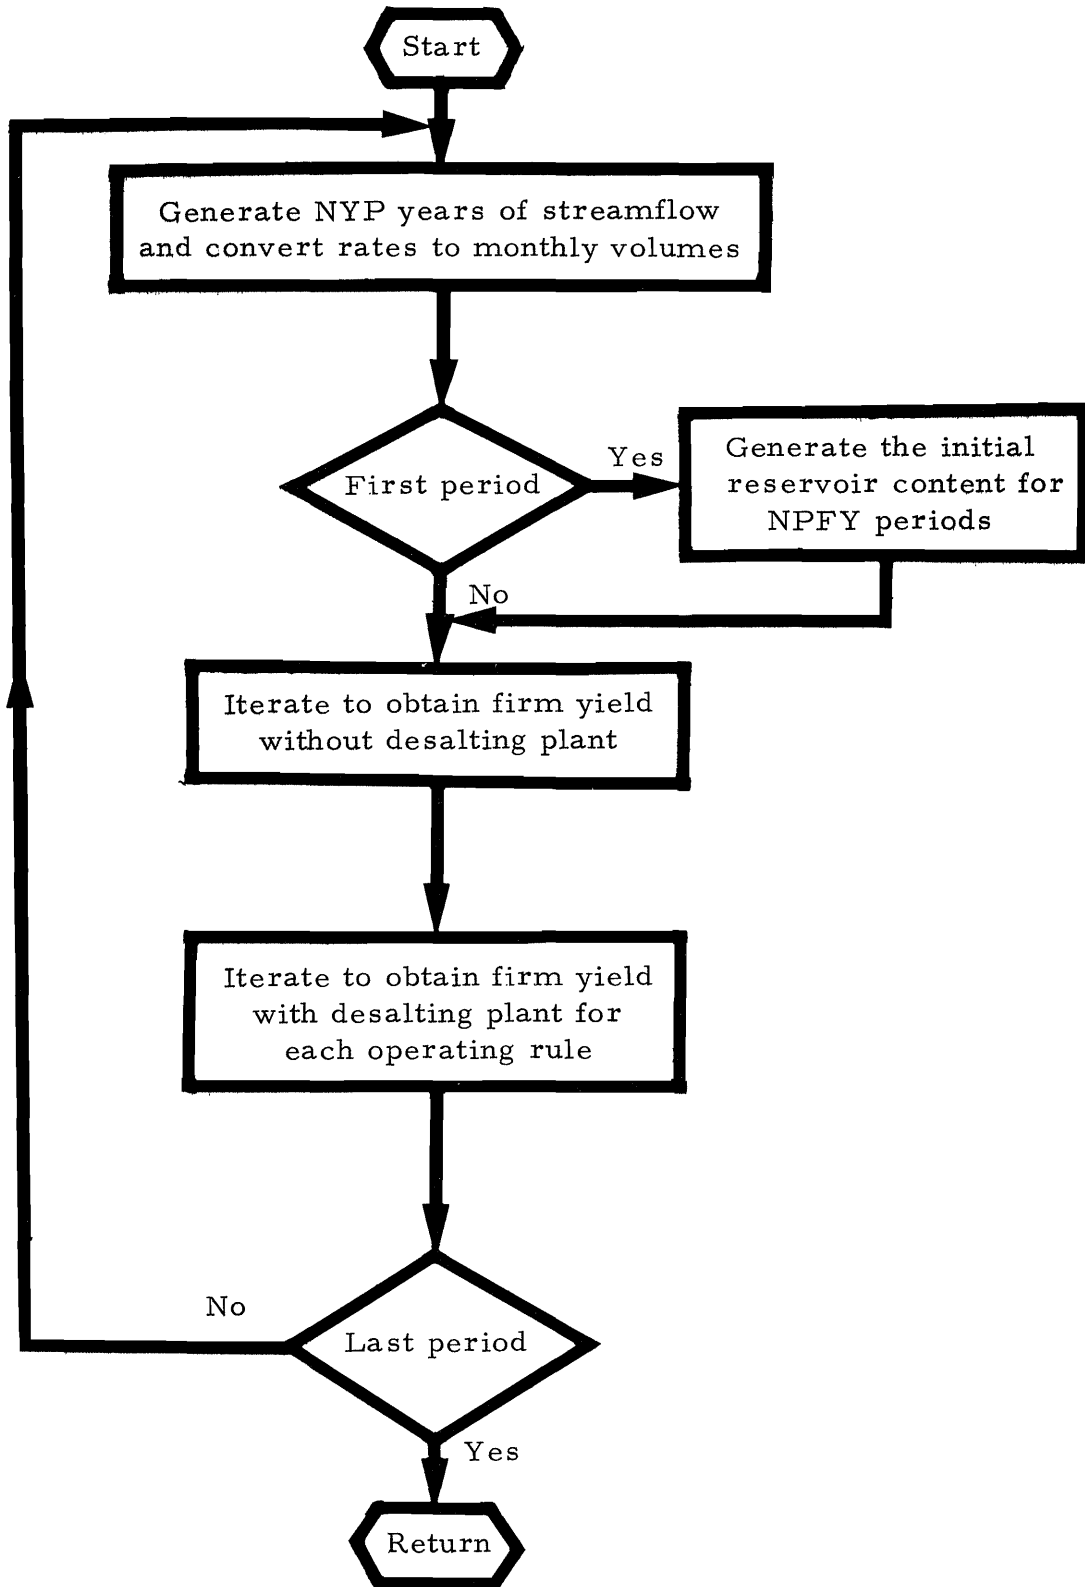 Start
Generate NYP years of streamflow
and convert rates to monthly volumes
First period
Yes
Generate the initial
reservoir content for
NPFY periods
No
Iterate to obtain firm yield
without desalting plant
Iterate to obtain firm yield
with desalting plant for
each operating rule
No
Last period
Yes
Return